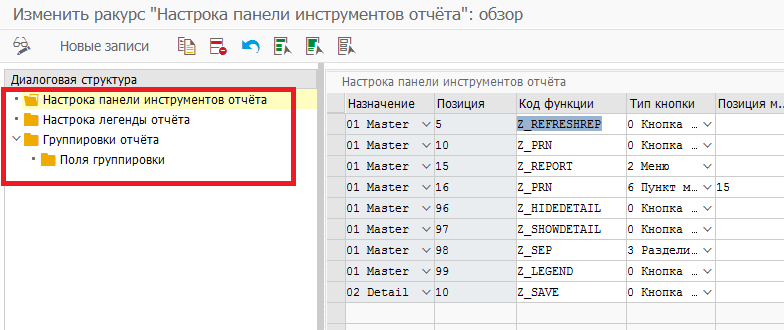 Изменить ракурс "Настрока панели инструментов отчёта": обзор
Новые записи
Диалоговая структура
Настрока панели инструментов отчёта
Настрока легенды отчёта
Группировки отчёта
Поля группировки
Настрока панели инструментов отчёта
Назначение Позиция Код функции Тип кнопки Позиция м...
01 Master 5 Z_REFRESHREP 0 Кнопка …
01 Master 10 Z_PRN 0 Кнопка …
01 Master 15 Z_REPORT 2 Меню
01 Master 16 Z_PRN 6 Пункт м… 15
01 Master 96 Z_HIDEDETAIL 0 Кнопка …
01 Master 97 Z_SHOWDETAIL 0 Кнопка …
01 Master 98 Z_SEP 3 Раздели…
01 Master 99 Z_LEGEND 0 Кнопка …
02 Detail 10 Z_SAVE 0 Кнопка …